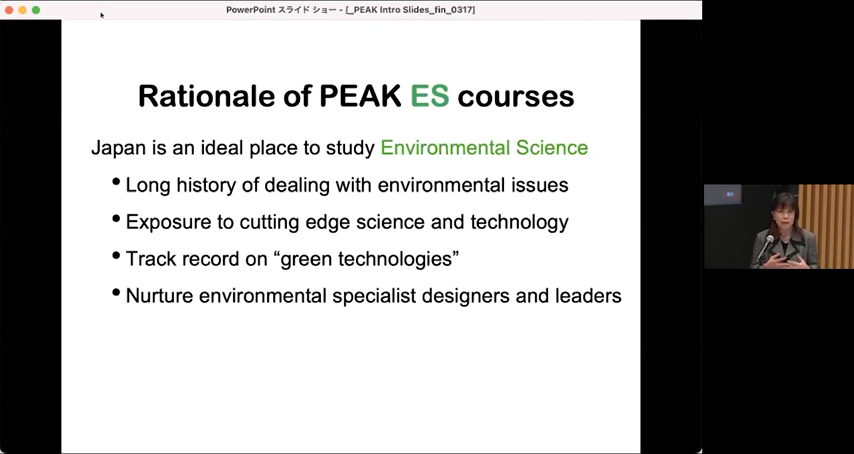 PowerPoint スライド ショー - [_PEAK Intro Slides_fin_0317]
Rationale of PEAK ES courses
Japan is an ideal place to study Environmental Science
• Long history of dealing with environmental issues
• Exposure to cutting edge science and technology
• Track record on “green technologies”
• Nurture environmental specialist designers and leaders